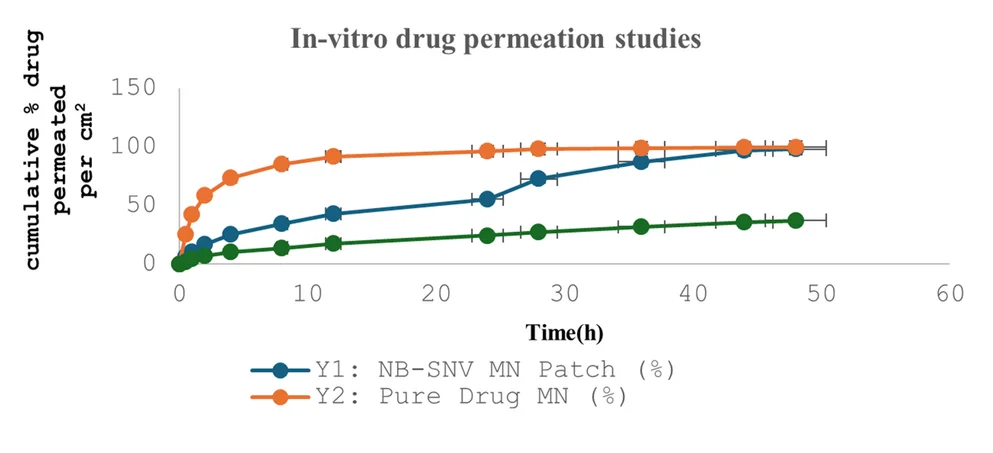 In-vitro drug permeation studies
cumulative % drug
permeated
per cm²
150
100
50
0
0 10 20 30 40 50 60
Time(h)
Y1: NB-SNV MN Patch (%)
Y2: Pure Drug MN (%)